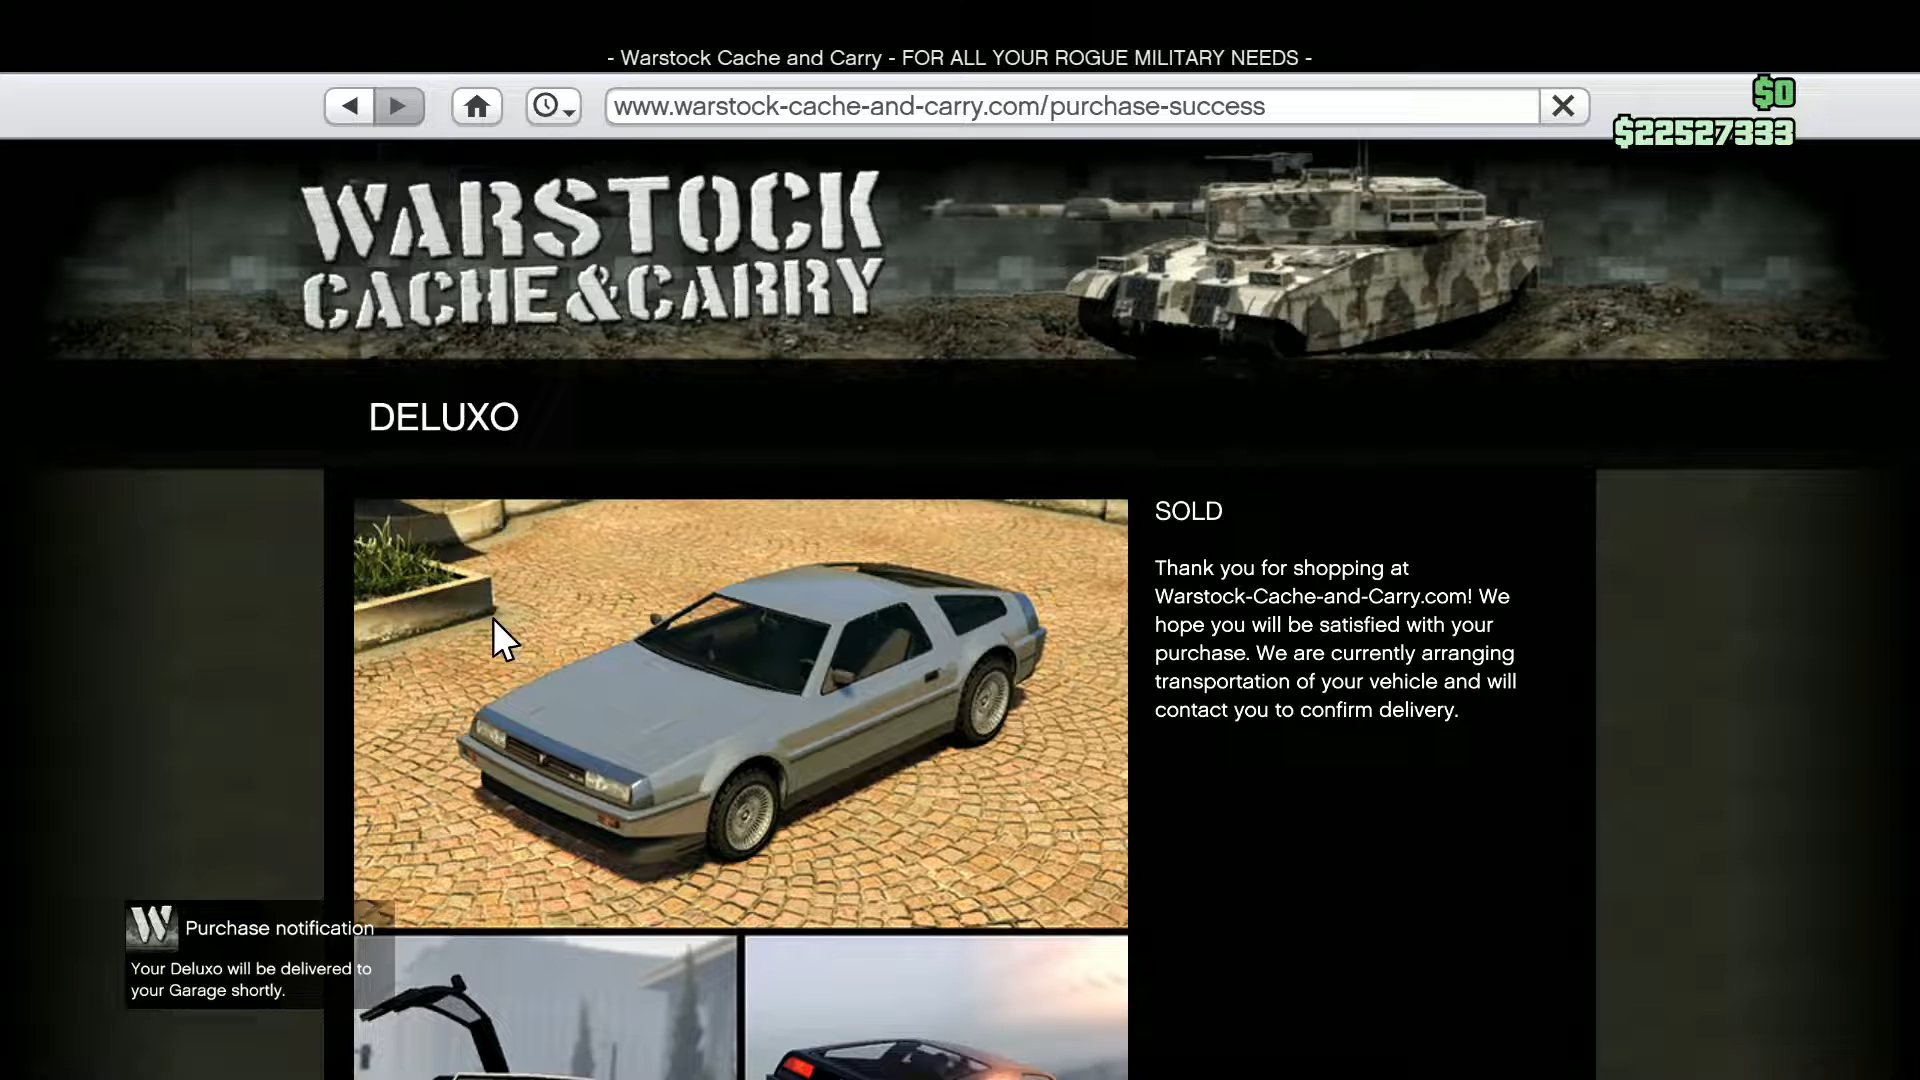 - Warstock Cache and Carry - FOR ALL YOUR ROGUE MILITARY NEEDS -
www.warstock-cache-and-carry.com/purchase-success
$0
$22527333
WARSTOCK
CACHE&CARRY
DELUXO
SOLD
Thank you for shopping at
Warstock-Cache-and-Carry.com! We
hope you will be satisfied with your
purchase. We are currently arranging
transportation of your vehicle and will
contact you to confirm delivery.
W
Purchase notification
Your Deluxo will be delivered to
your Garage shortly.